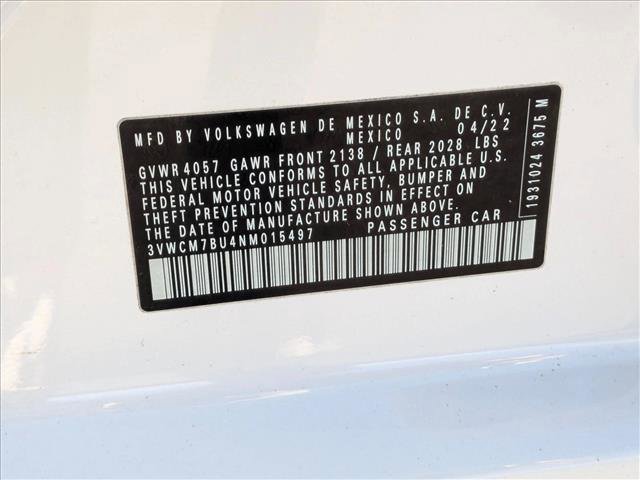 MFD BY VOLKSWAGEN DE MEXICO S.A. DE C.V.
MEXICO 04/22
GVWR 4057 GAWR FRONT 2138 / REAR 2028 LBS
THIS VEHICLE CONFORMS TO ALL APPLICABLE U.S.
FEDERAL MOTOR VEHICLE SAFETY, BUMPER AND
THEFT PREVENTION STANDARDS IN EFFECT ON
THE DATE OF MANUFACTURE SHOWN ABOVE.
3VWCM7BU4NM015497 PASSENGER CAR
1931024 3675 M